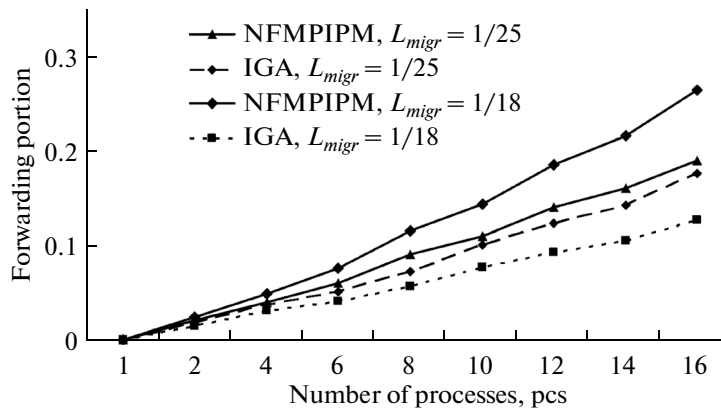 NFMPIPM, L_migr = 1/25
IGA, L_migr = 1/25
NFMPIPM, L_migr = 1/18
IGA, L_migr = 1/18
Forwarding portion
0.3
0.2
0.1
0
1 2 4 6 8 10 12 14 16
Number of processes, pcs